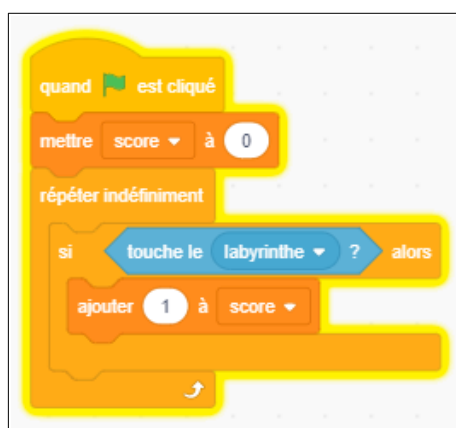 quand est cliqué
mettre score à 0
répéter indéfiniment
si touche le labyrinthe ? alors
ajouter 1 à score